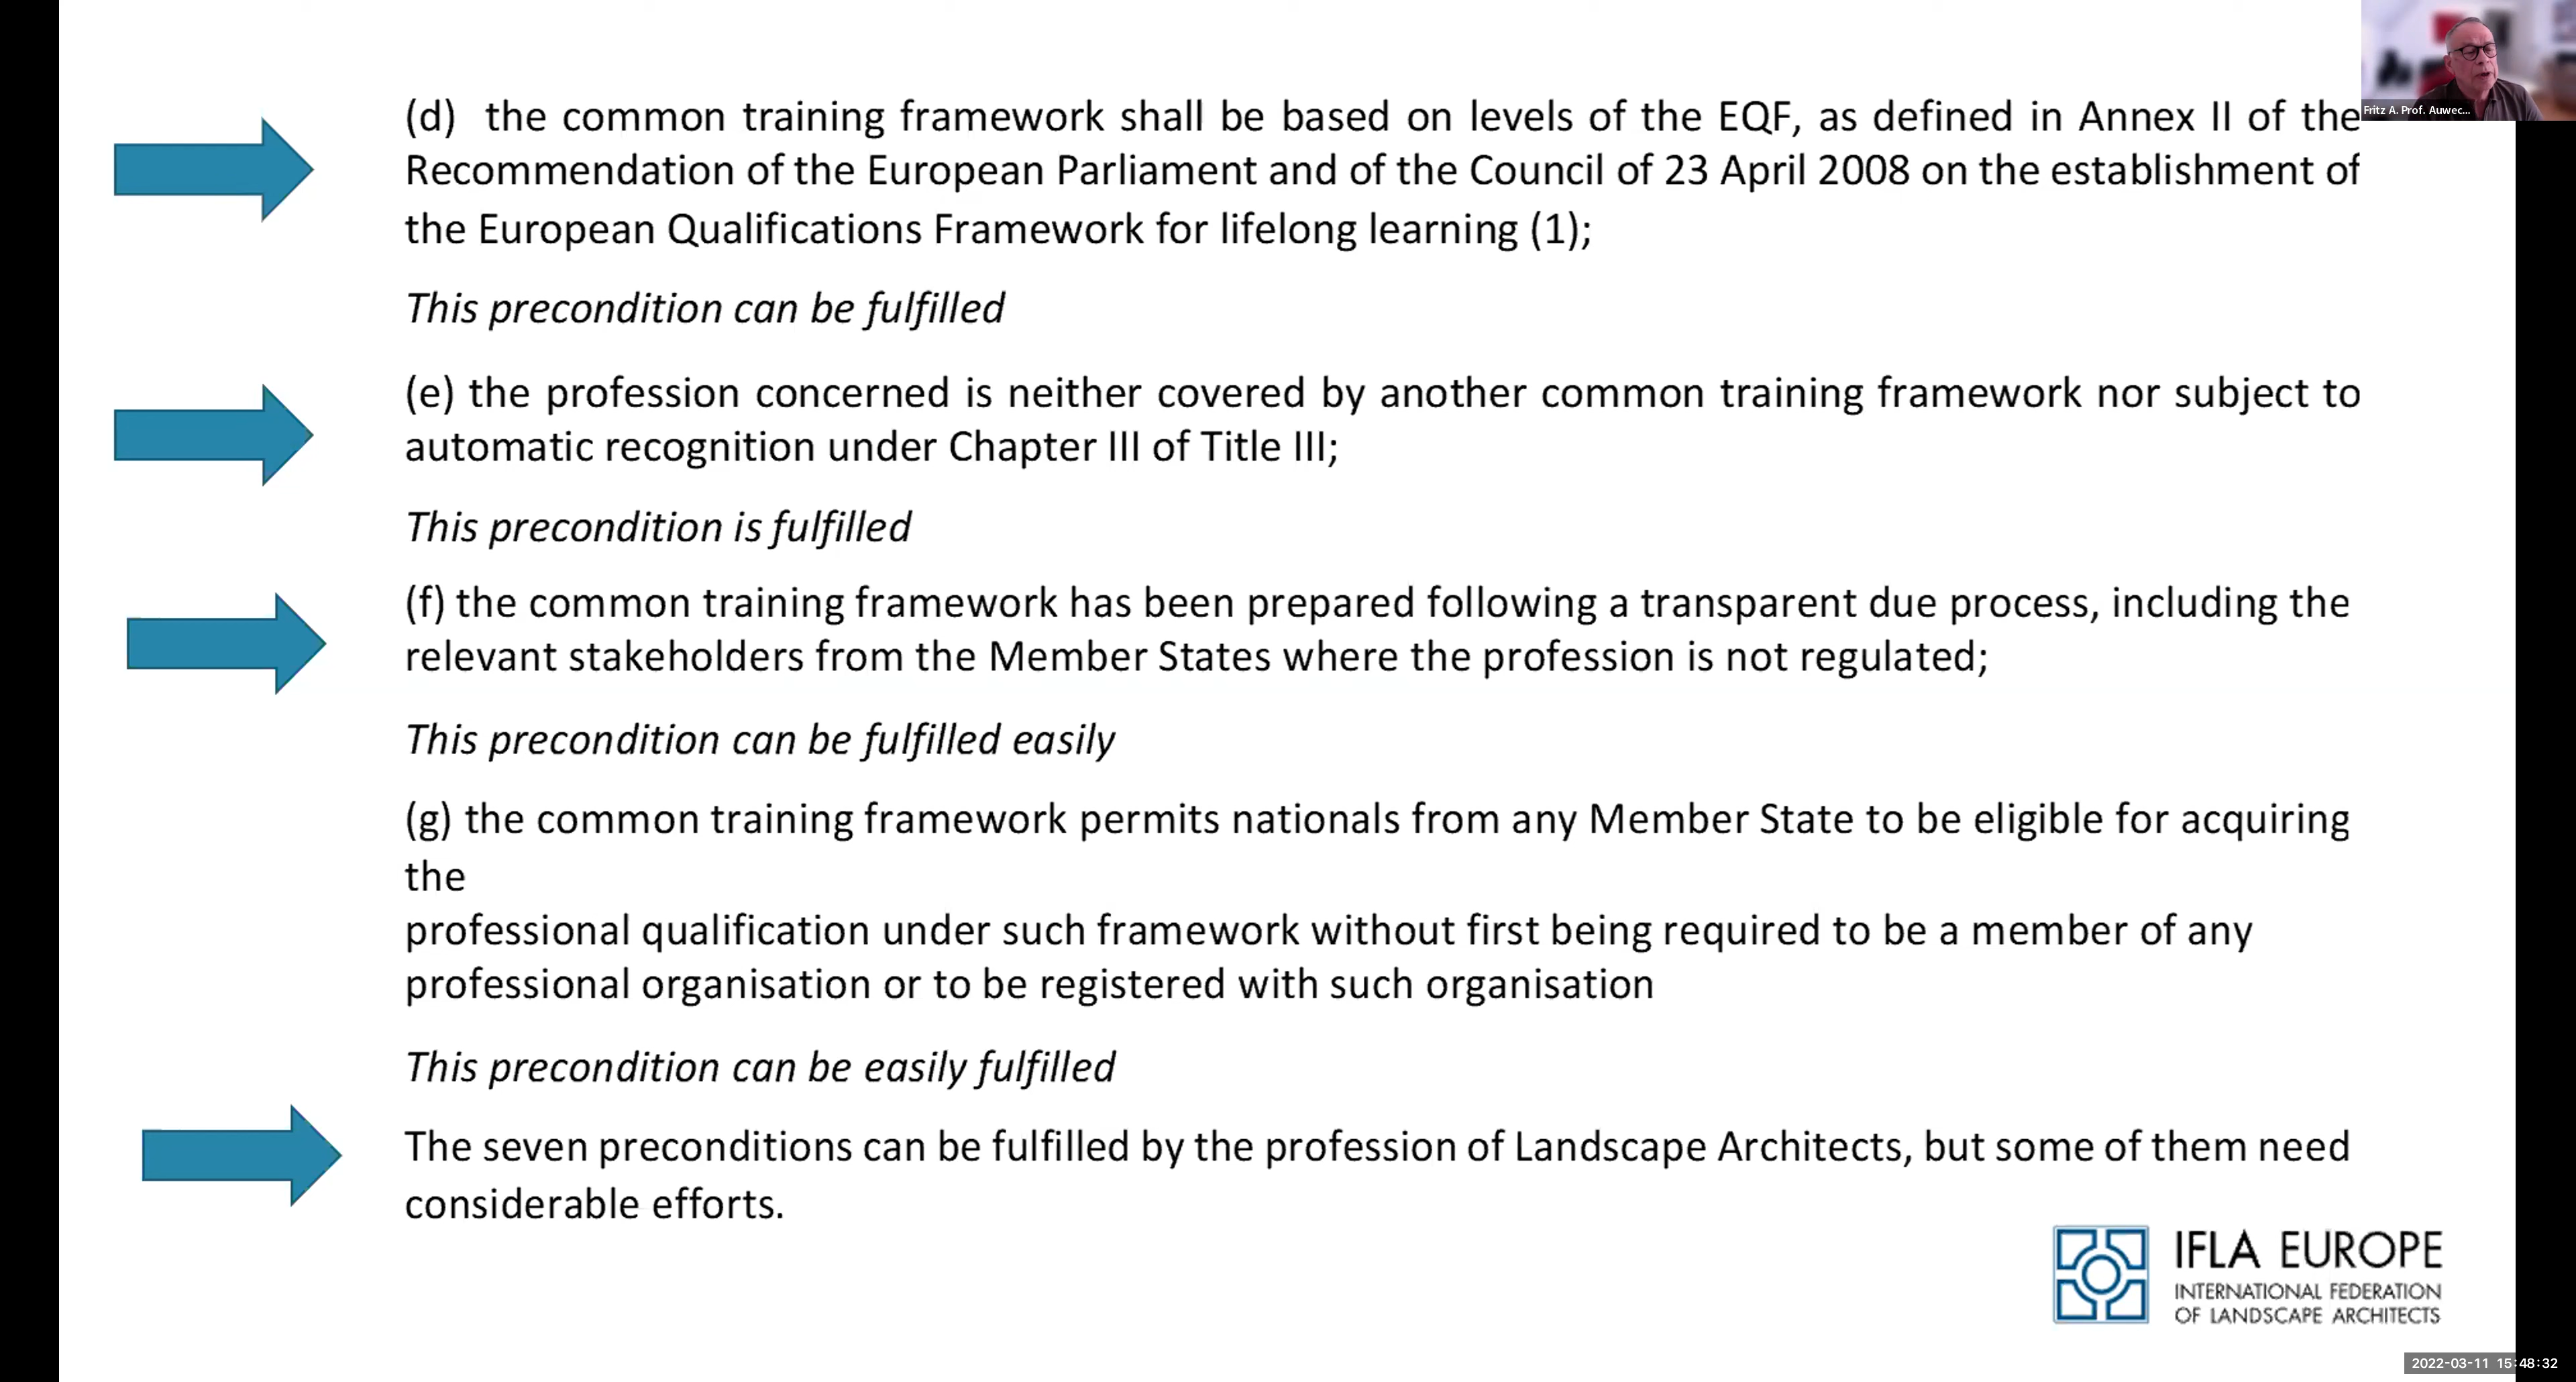 (d) the common training framework shall be based on levels of the EQF, as defined in Annex II of the
Recommendation of the European Parliament and of the Council of 23 April 2008 on the establishment of
the European Qualifications Framework for lifelong learning (1);
This precondition can be fulfilled
(e) the profession concerned is neither covered by another common training framework nor subject to
automatic recognition under Chapter III of Title III;
This precondition is fulfilled
(f) the common training framework has been prepared following a transparent due process, including the
relevant stakeholders from the Member States where the profession is not regulated;
This precondition can be fulfilled easily
(g) the common training framework permits nationals from any Member State to be eligible for acquiring
the
professional qualification under such framework without first being required to be a member of any
professional organisation or to be registered with such organisation
This precondition can be easily fulfilled
The seven preconditions can be fulfilled by the profession of Landscape Architects, but some of them need
considerable efforts.
IFLA EUROPE
INTERNATIONAL FEDERATION
OF LANDSCAPE ARCHITECTS
Fritz A. Prof. Auwec...
2022-03-11 15:48:32